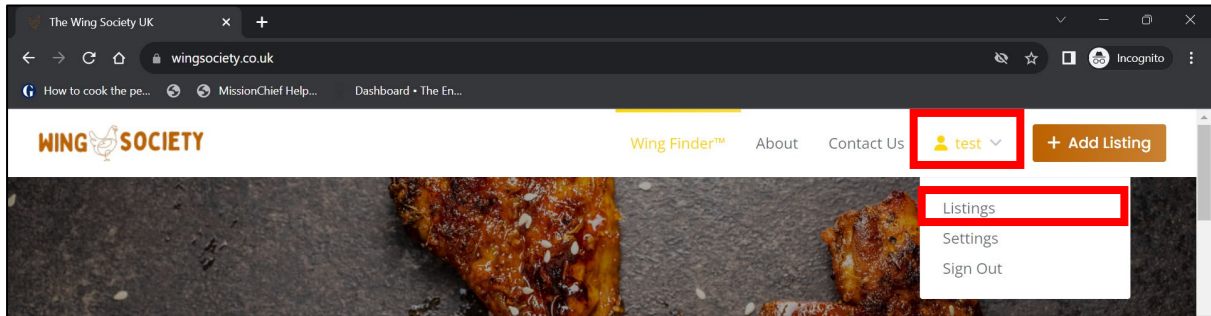 The Wing Society UK
wingsociety.co.uk
Incognito
How to cook the pe...
MissionChief Help...
Dashboard • The En...
WING SOCIETY
Wing Finder™
About
Contact Us
test
+ Add Listing
Listings
Settings
Sign Out